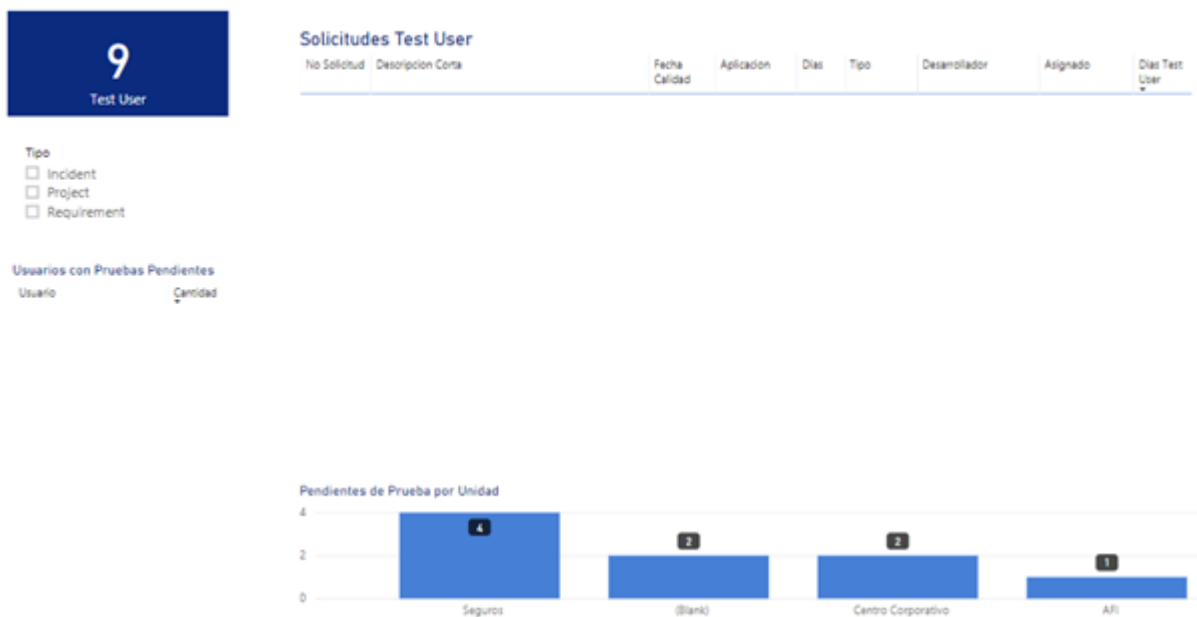 9
Test User
Tipo
Incident
Project
Requirement
Usuarios con Pruebas Pendientes
Usuario Cantidad
Solicitudes Test User
No Solicitud Descripcion Corta Fecha Calidad Aplicacion Dias Tipo Desarrollador Asignado Dias Test User
Pendientes de Prueba por Unidad
4
2
0
4
2
2
1
Seguros (Blank) Centro Corporativo AFI